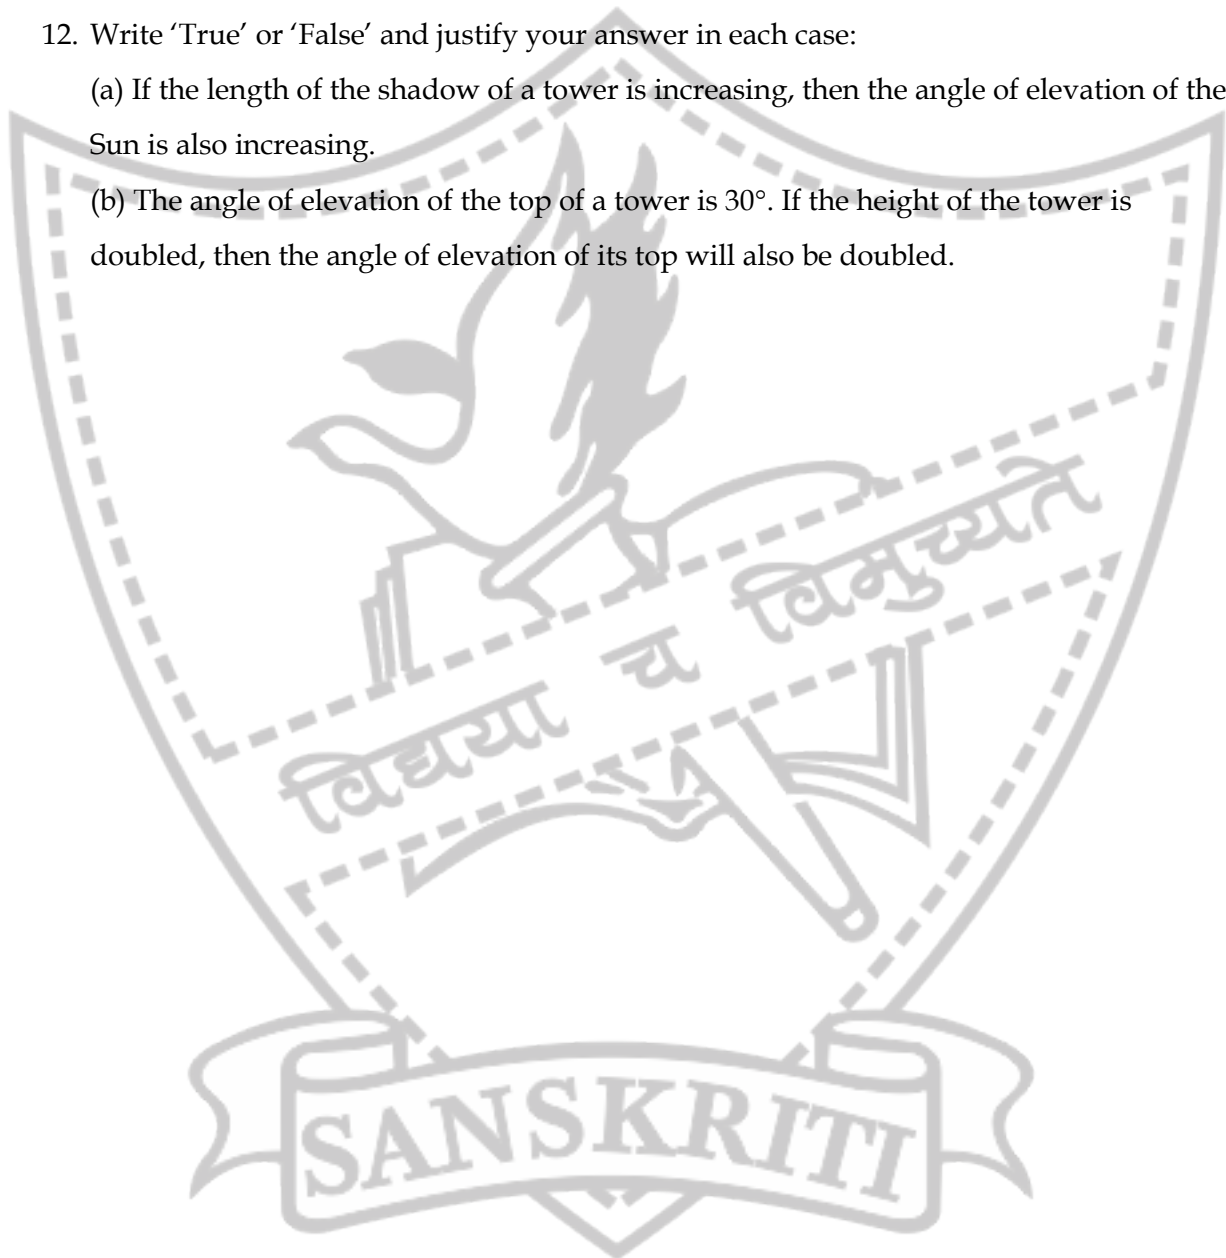 12. Write ‘True’ or ‘False’ and justify your answer in each case:
(a) If the length of the shadow of a tower is increasing, then the angle of elevation of the
Sun is also increasing.
(b) The angle of elevation of the top of a tower is 30°. If the height of the tower is
doubled, then the angle of elevation of its top will also be doubled.
विद्यया च विमुच्यते
SANSKRITI